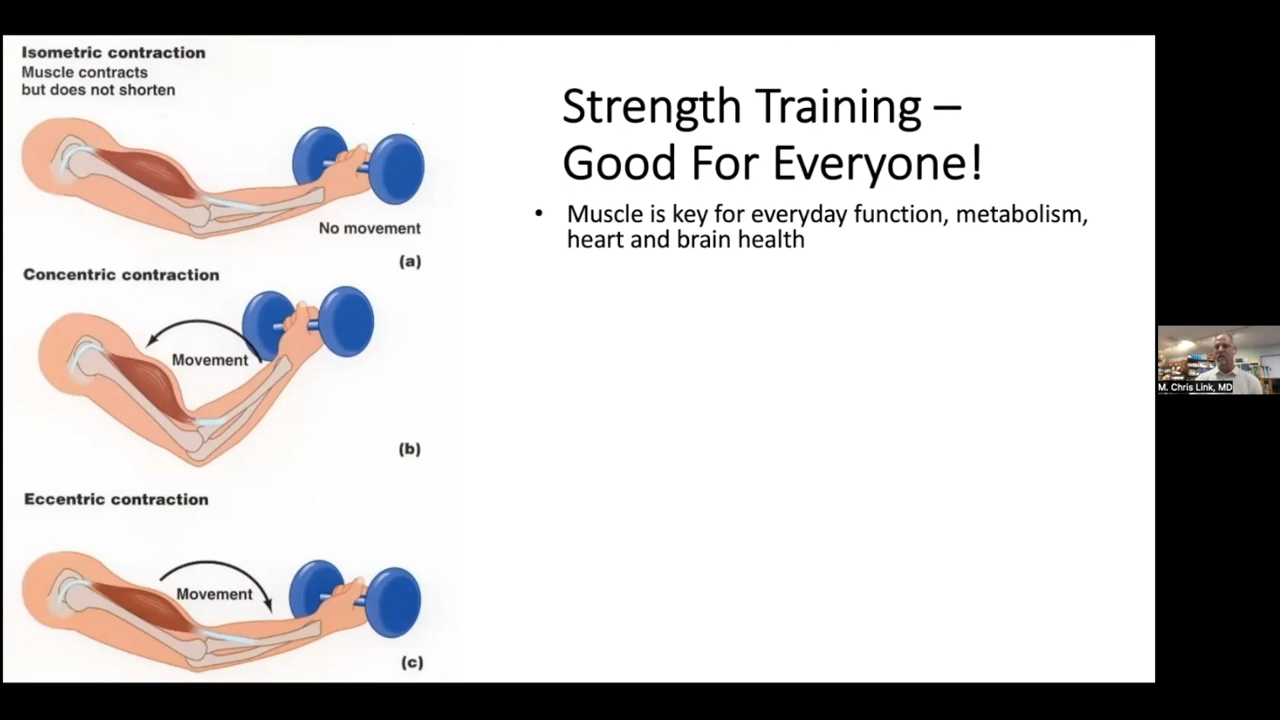 Isometric contraction
Muscle contracts
but does not shorten
No movement
(a)
Concentric contraction
Movement
(b)
Eccentric contraction
Movement
(c)
Strength Training –
Good For Everyone!
• Muscle is key for everyday function, metabolism,
heart and brain health
M. Chris Link, MD